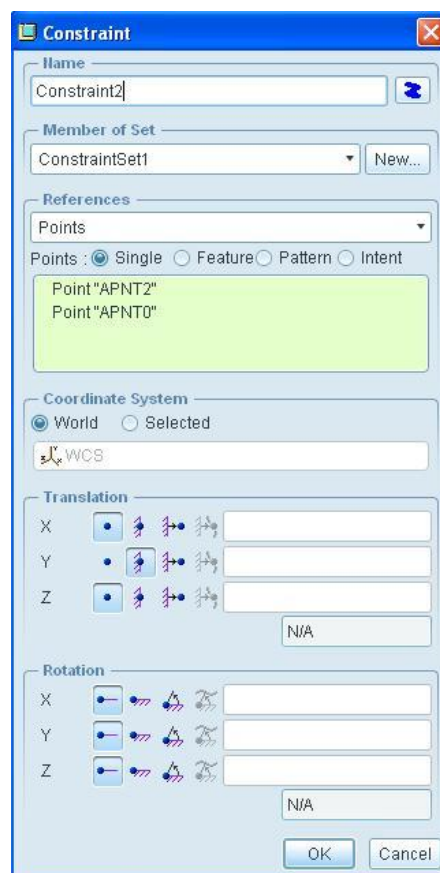 Constraint
Name
Constraint2
Member of Set
ConstraintSet1 New...
References
Points
Points : Single Feature Pattern Intent
Point "APNT2"
Point "APNT0"
Coordinate System
World Selected
WCS
Translation
X
Y
Z
N/A
Rotation
X
Y
Z
N/A
OK Cancel